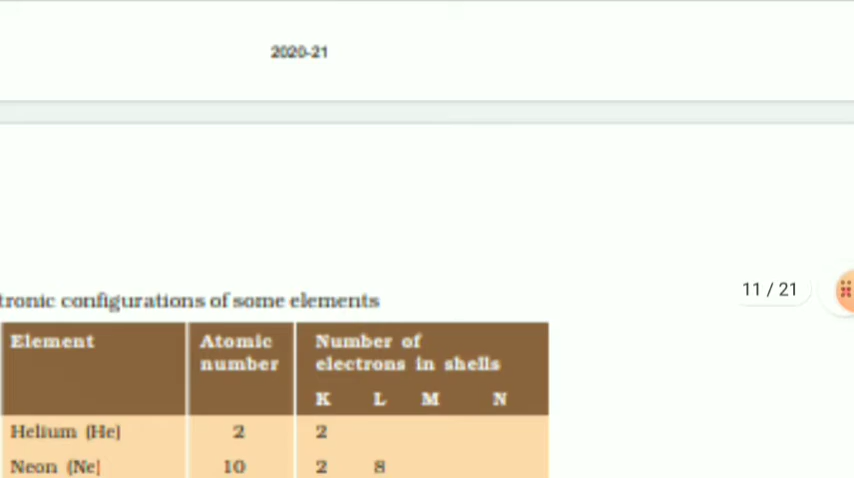 2020-21
11 / 21
tronic configurations of some elements
Element Atomic number Number of electrons in shells
K L M N
Helium (He) 2 2
Neon (Ne) 10 2 8